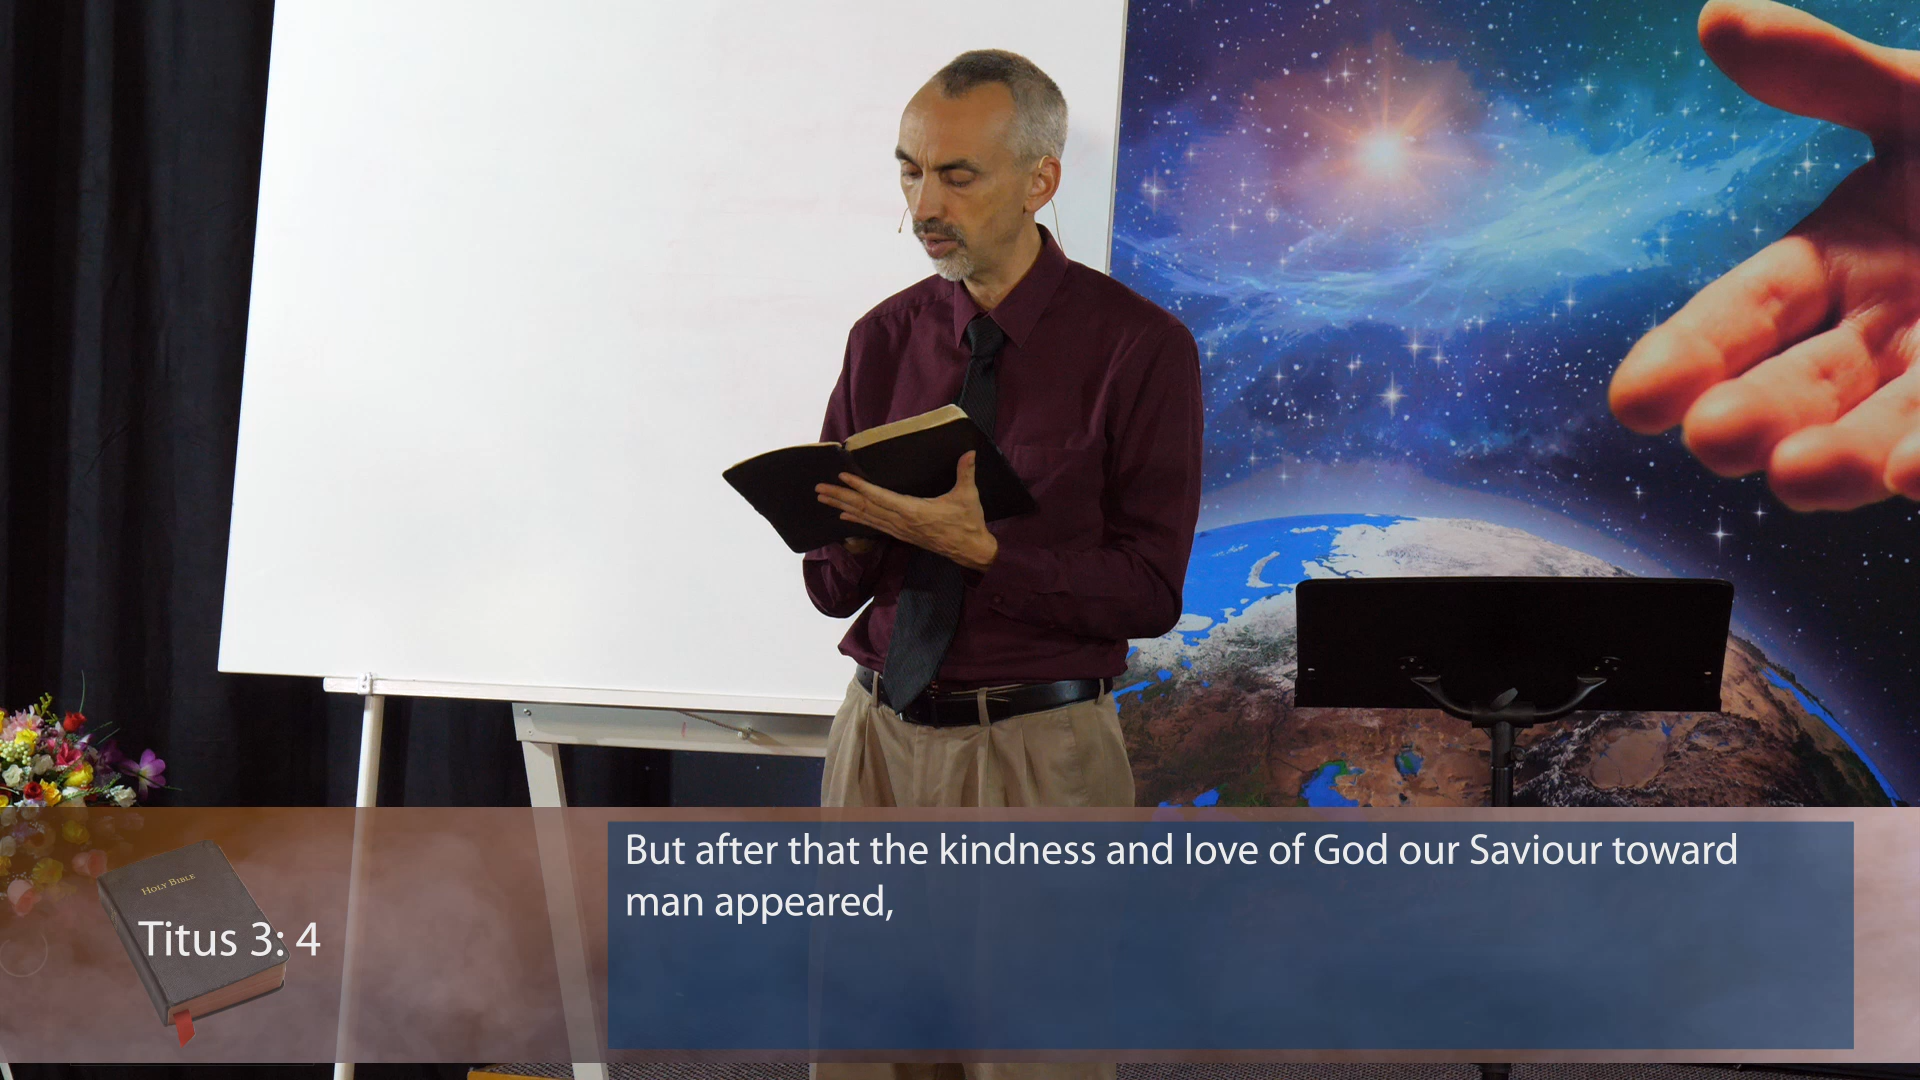 HOLY BIBLE
Titus 3: 4
But after that the kindness and love of God our Saviour toward
man appeared,